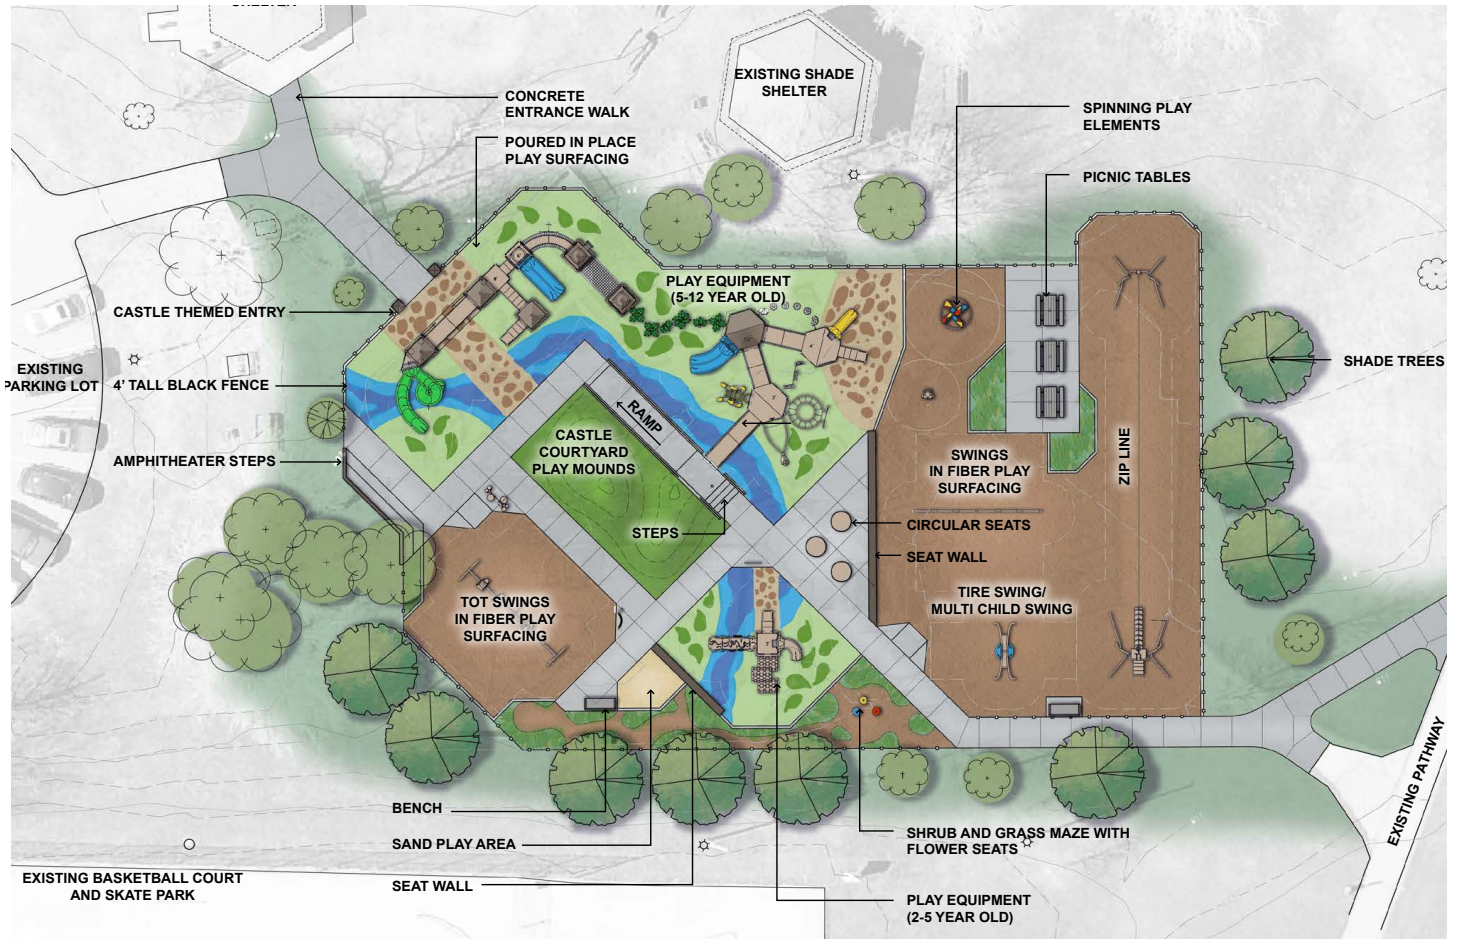 SHELTER
CONCRETE
ENTRANCE WALK
POURED IN PLACE
PLAY SURFACING
EXISTING SHADE
SHELTER
SPINNING PLAY
ELEMENTS
PICNIC TABLES
PLAY EQUIPMENT
(5-12 YEAR OLD)
CASTLE THEMED ENTRY
EXISTING
PARKING LOT
4' TALL BLACK FENCE
SHADE TREES
RAMP
CASTLE
COURTYARD
PLAY MOUNDS
AMPHITHEATER STEPS
SWINGS
IN FIBER PLAY
SURFACING
ZIP LINE
STEPS
CIRCULAR SEATS
SEAT WALL
TOT SWINGS
IN FIBER PLAY
SURFACING
TIRE SWING/
MULTI CHILD SWING
BENCH
SAND PLAY AREA
SEAT WALL
SHRUB AND GRASS MAZE WITH
FLOWER SEATS
PLAY EQUIPMENT
(2-5 YEAR OLD)
EXISTING PATHWAY
EXISTING BASKETBALL COURT
AND SKATE PARK